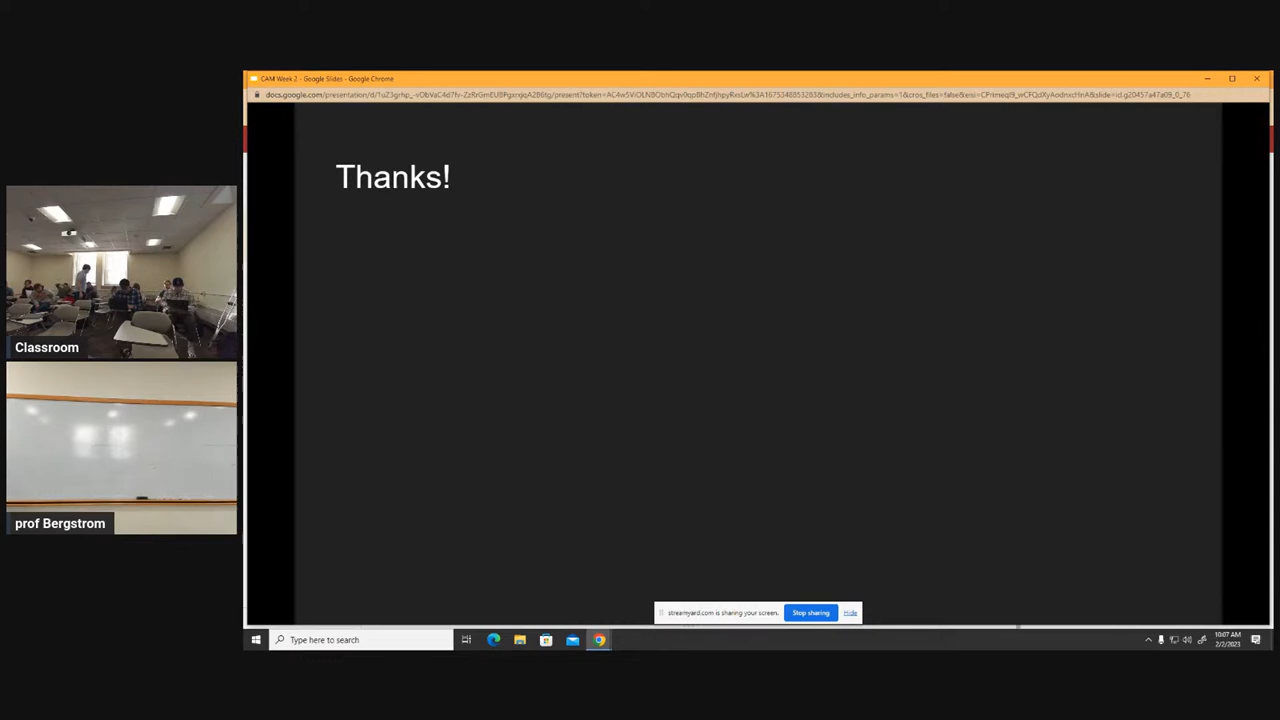 CAM Week 2 - Google Slides - Google Chrome
Thanks!
Classroom
prof Bergstrom
streamyard.com is sharing your screen.
Stop sharing
Hide
Type here to search
10:07 AM
2/2/2023